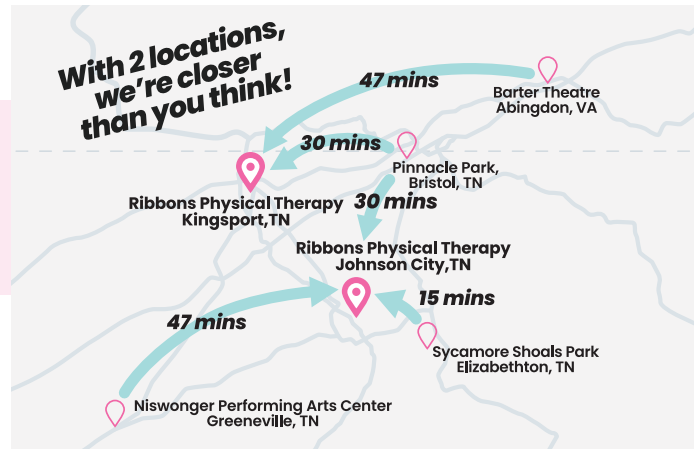 With 2 locations,
we're closer
than you think!
47 mins
Barter Theatre
Abingdon, VA
30 mins
Pinnacle Park,
Bristol, TN
Ribbons Physical Therapy
Kingsport,TN
30 mins
Ribbons Physical Therapy
Johnson City,TN
15 mins
47 mins
Sycamore Shoals Park
Elizabethton, TN
Niswonger Performing Arts Center
Greeneville, TN